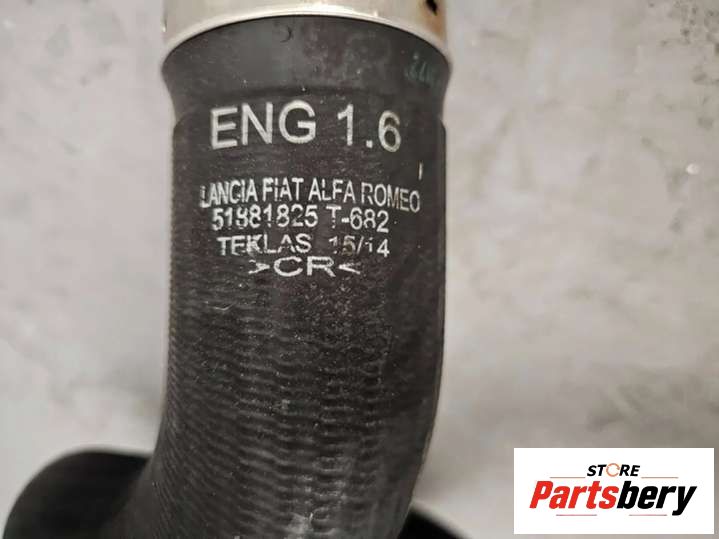 ENG 1.6
LANCIA FIAT ALFA ROMEO
51881825 T-682
TEKLAS 15/14
>CR<
STORE
Partsbery